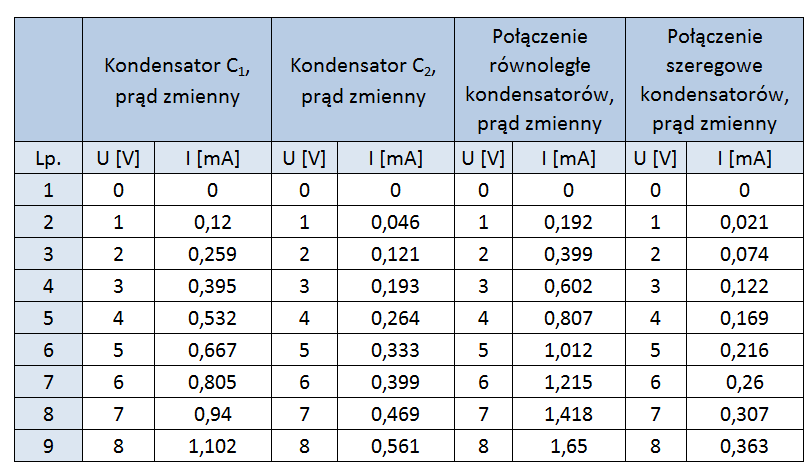 Kondensator C₁, prąd zmienny Kondensator C₂, prąd zmienny Połączenie równoległe kondensatorów, prąd zmienny Połączenie szeregowe kondensatorów, prąd zmienny
Lp. U [V] I [mA] U [V] I [mA] U [V] I [mA] U [V] I [mA]
1 0 0 0 0 0 0 0 0
2 1 0,12 1 0,046 1 0,192 1 0,021
3 2 0,259 2 0,121 2 0,399 2 0,074
4 3 0,395 3 0,193 3 0,602 3 0,122
5 4 0,532 4 0,264 4 0,807 4 0,169
6 5 0,667 5 0,333 5 1,012 5 0,216
7 6 0,805 6 0,399 6 1,215 6 0,26
8 7 0,94 7 0,469 7 1,418 7 0,307
9 8 1,102 8 0,561 8 1,65 8 0,363